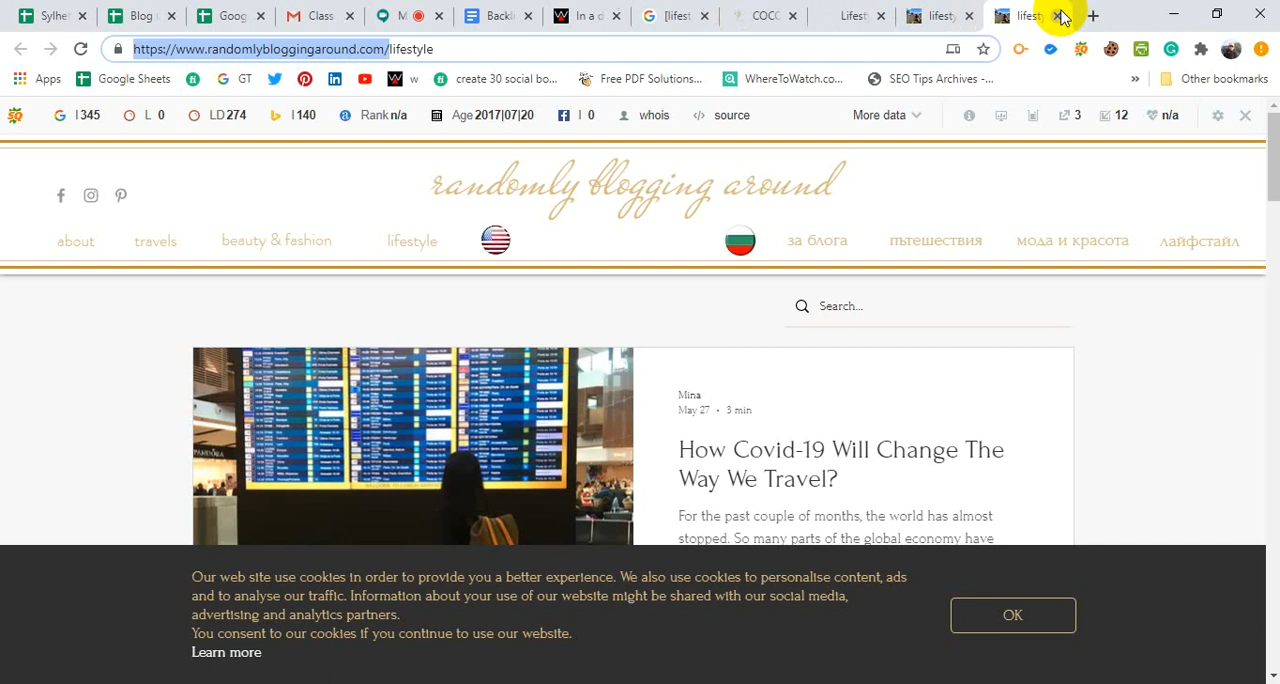 Sylhe
Blog
Goog
Class
M
Backli
In a d
[lifest
COCC
Lifest
lifesty
lifesty
https://www.randomlybloggingaround.com/lifestyle
Apps
Google Sheets
GT
w
create 30 social bo...
Free PDF Solutions...
WhereToWatch.co...
SEO Tips Archives -...
»
Other bookmarks
I 345
L 0
LD 274
I 140
Rank n/a
Age 2017|07|20
I 0
whois
source
More data
3
12
n/a
randomly blogging around
about
travels
beauty & fashion
lifestyle
за блога
пътешествия
мода и красота
лайфстайл
Search...
PANDORA
Mina
May 27 • 3 min
How Covid-19 Will Change The
Way We Travel?
For the past couple of months, the world has almost
stopped. So many parts of the global economy have
Our web site use cookies in order to provide you a better experience. We also use cookies to personalise content, ads
and to analyse our traffic. Information about your use of our website might be shared with our social media,
advertising and analytics partners.
You consent to our cookies if you continue to use our website.
Learn more
OK